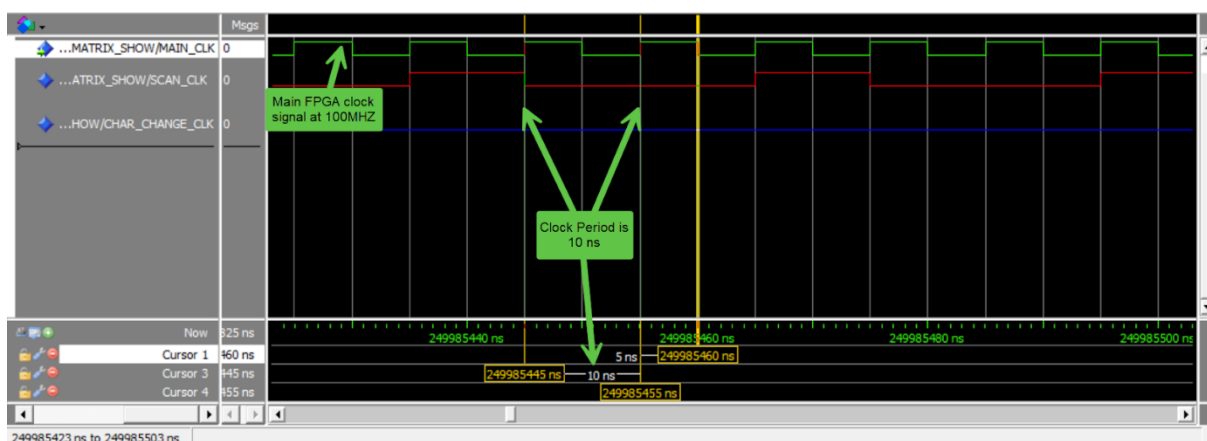 Msgs
...MATRIX_SHOW/MAIN_CLK 0
...ATRIX_SHOW/SCAN_CLK 0
...HOW/CHAR_CHANGE_CLK 0
Main FPGA clock
signal at 100MHZ
Clock Period is
10 ns
Now 825 ns
249985440 ns 249985460 ns 249985480 ns 249985500 ns
Cursor 1 460 ns 5 ns 249985460 ns
Cursor 3 445 ns 249985445 ns 10 ns
Cursor 4 455 ns 249985455 ns
249985423 ns to 249985503 ns